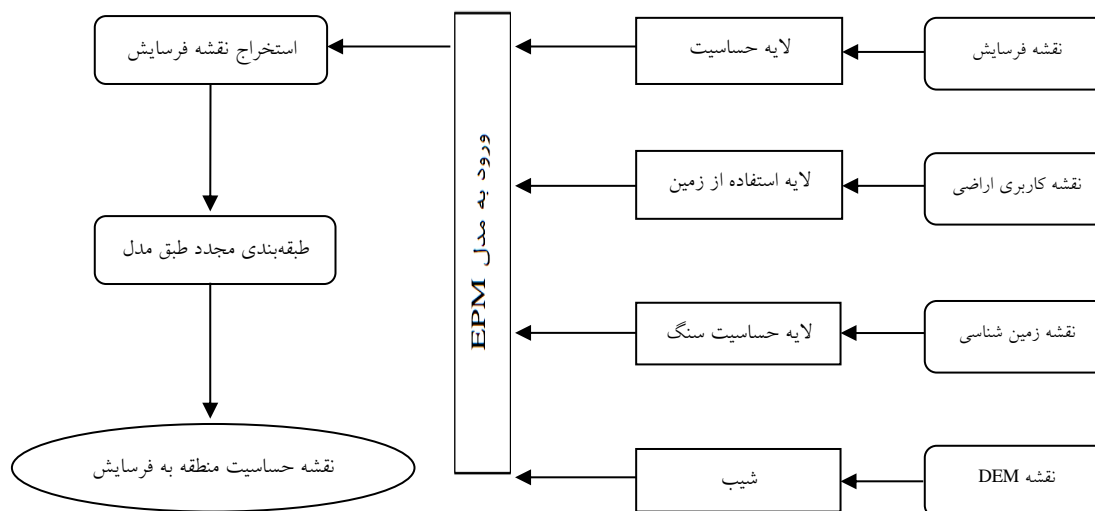 نقشه فرسایش
لایه حساسیت
استخراج نقشه فرسایش
نقشه کاربری اراضی
لایه استفاده از زمین
ورود به مدل EPM
طبقه‌بندی مجدد طبق مدل
نقشه زمین شناسی
لایه حساسیت سنگ
نقشه DEM
شیب
نقشه حساسیت منطقه به فرسایش